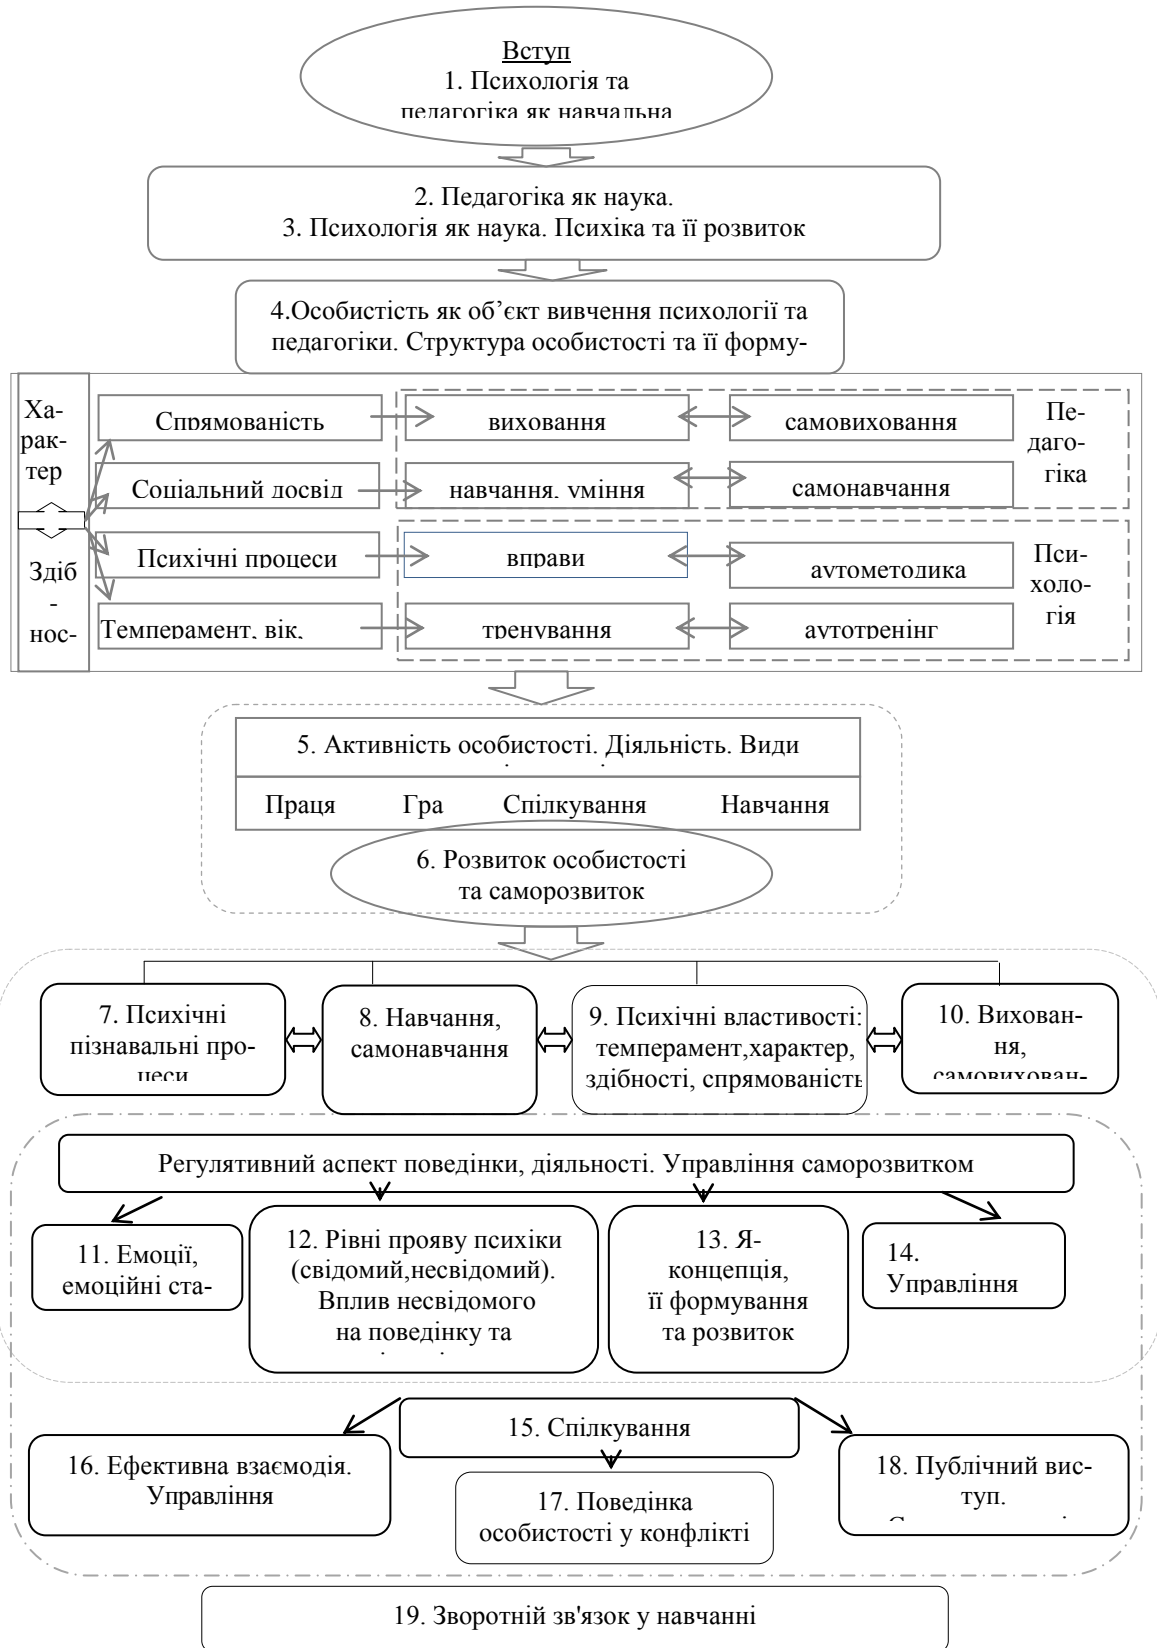 Вступ
1. Психологія та
педагогіка як навчальна
2. Педагогіка як наука.
3. Психологія як наука. Психіка та її розвиток
4.Особистість як об’єкт вивчення психології та
педагогіки. Структура особистості та її форму-
Ха-
рак-
тер
Здіб
-
нос-
Спрямованість
виховання
самовиховання
Соціальний досвід
навчання, уміння
самонавчання
Пе-
даго-
гіка
Психічні процеси
вправи
аутометодика
Темперамент, вік,
тренування
аутотренінг
Пси-
холо-
гія
5. Активність особистості. Діяльність. Види
Праця Гра Спілкування Навчання
6. Розвиток особистості
та саморозвиток
7. Психічні
пізнавальні про-
цеси
8. Навчання,
самонавчання
9. Психічні властивості:
темперамент,характер,
здібності, спрямованість
10. Вихован-
ня,
самовихован-
Регулятивний аспект поведінки, діяльності. Управління саморозвитком
11. Емоції,
емоційні ста-
12. Рівні прояву психіки
(свідомий,несвідомий).
Вплив несвідомого
на поведінку та
13. Я-
концепція,
її формування
та розвиток
14.
Управління
15. Спілкування
16. Ефективна взаємодія.
Управління
17. Поведінка
особистості у конфлікті
18. Публічний вис-
туп.
19. Зворотній зв'язок у навчанні